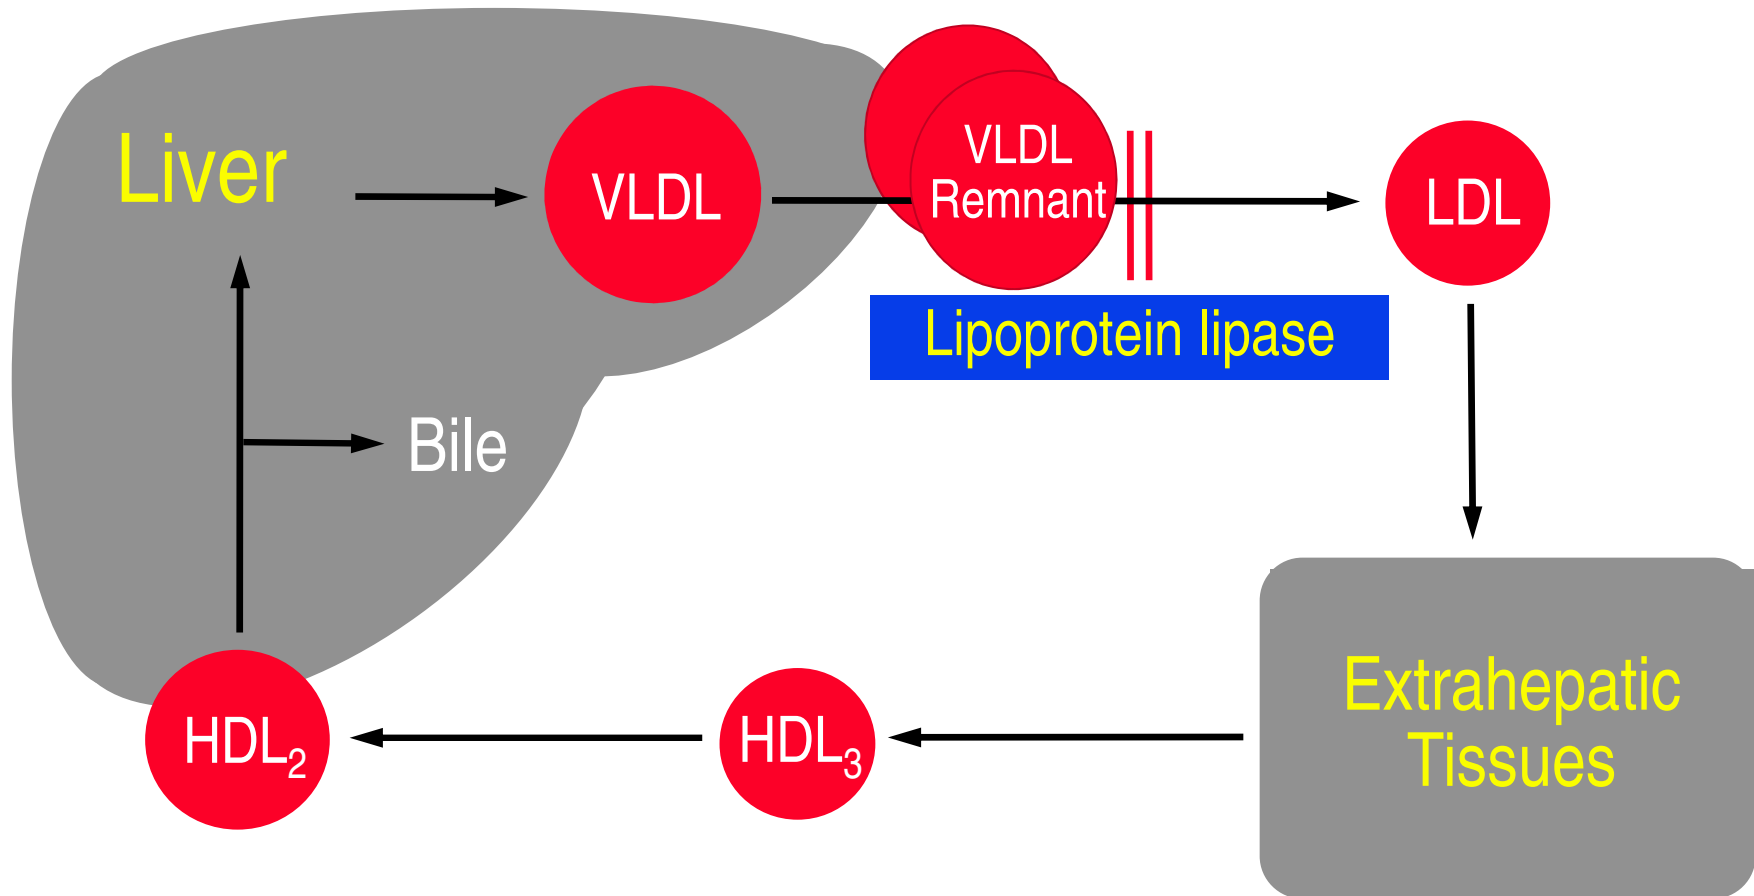 Liver
VLDL
VLDL
Remnant
LDL
Lipoprotein lipase
Bile
Extrahepatic
Tissues
HDL₃
HDL₂